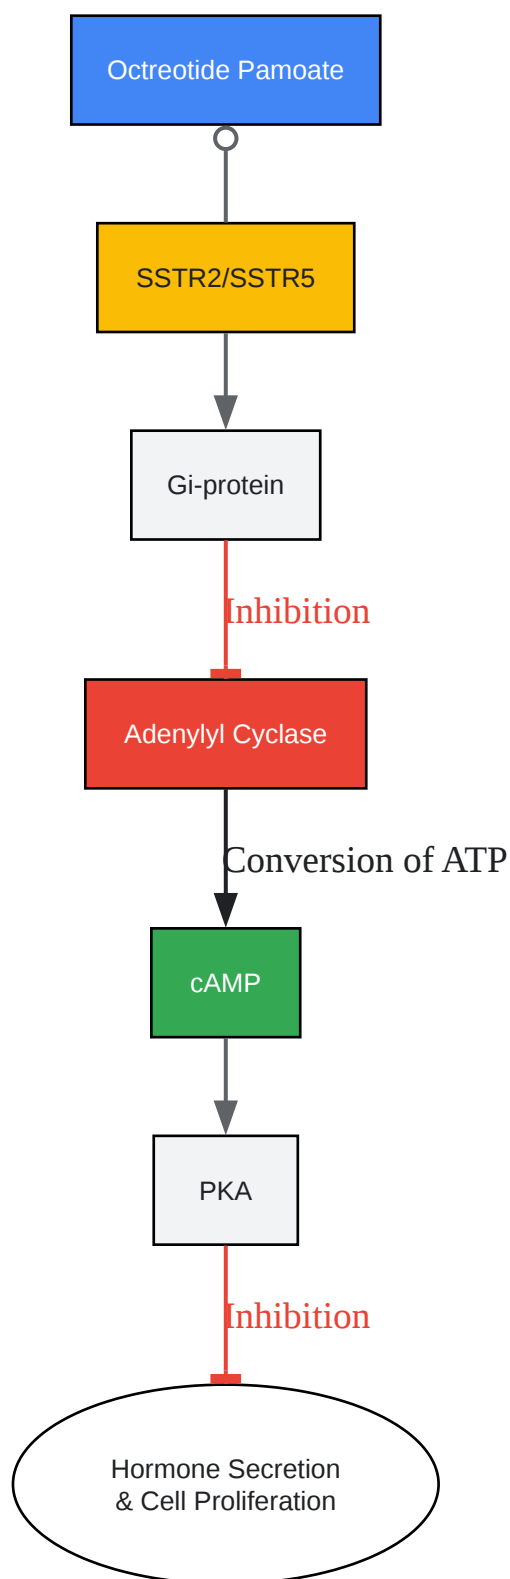 Octreotide Pamoate
SSTR2/SSTR5
Gi-protein
Inhibition
Adenylyl Cyclase
Conversion of ATP
cAMP
PKA
Inhibition
Hormone Secretion
& Cell Proliferation